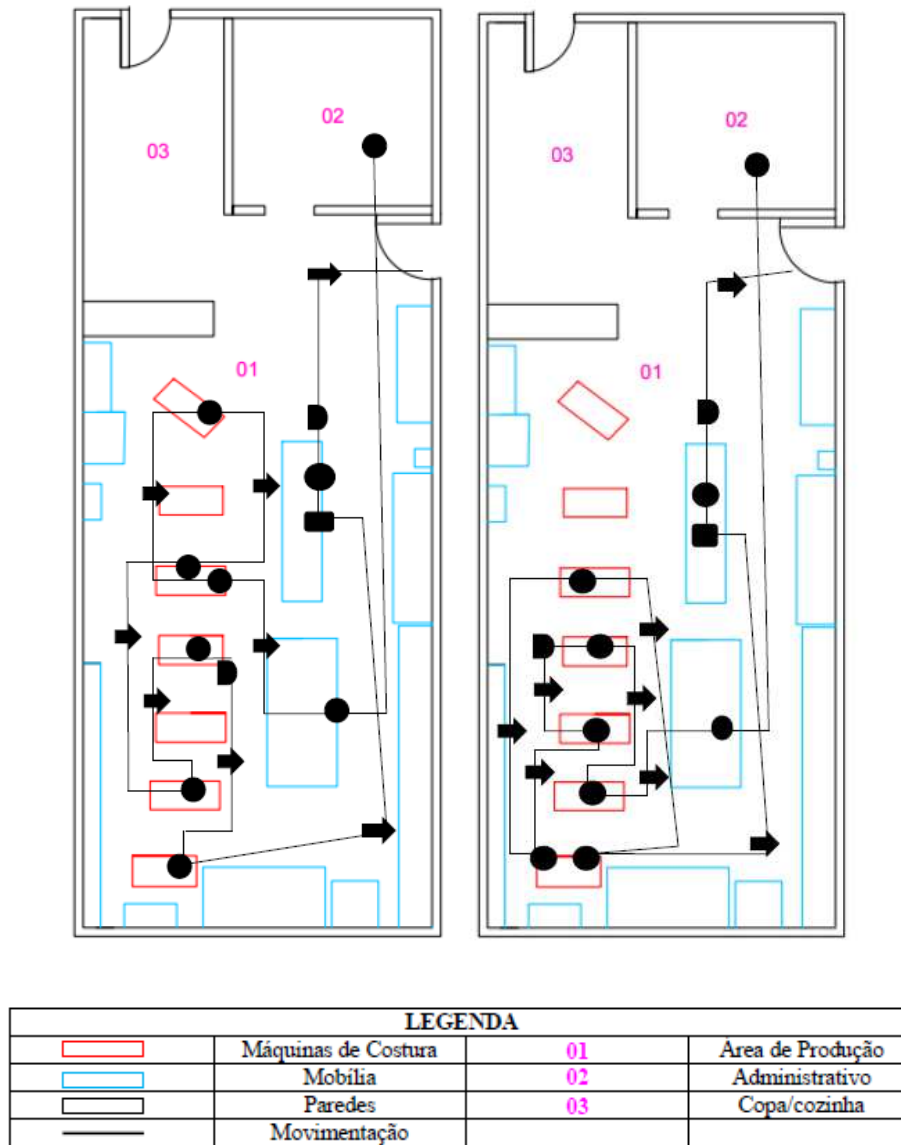 02
03
01
02
03
01
LEGENDA
Máquinas de Costura 01 Área de Produção
Mobília 02 Administrativo
Paredes 03 Copa/cozinha
Movimentação